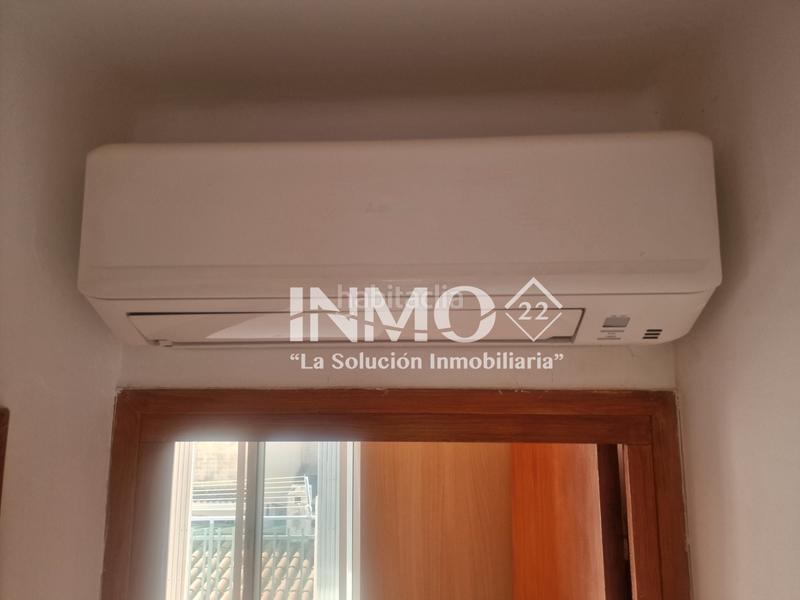 habitaclia
INMO 22
“La Solución Inmobiliaria”